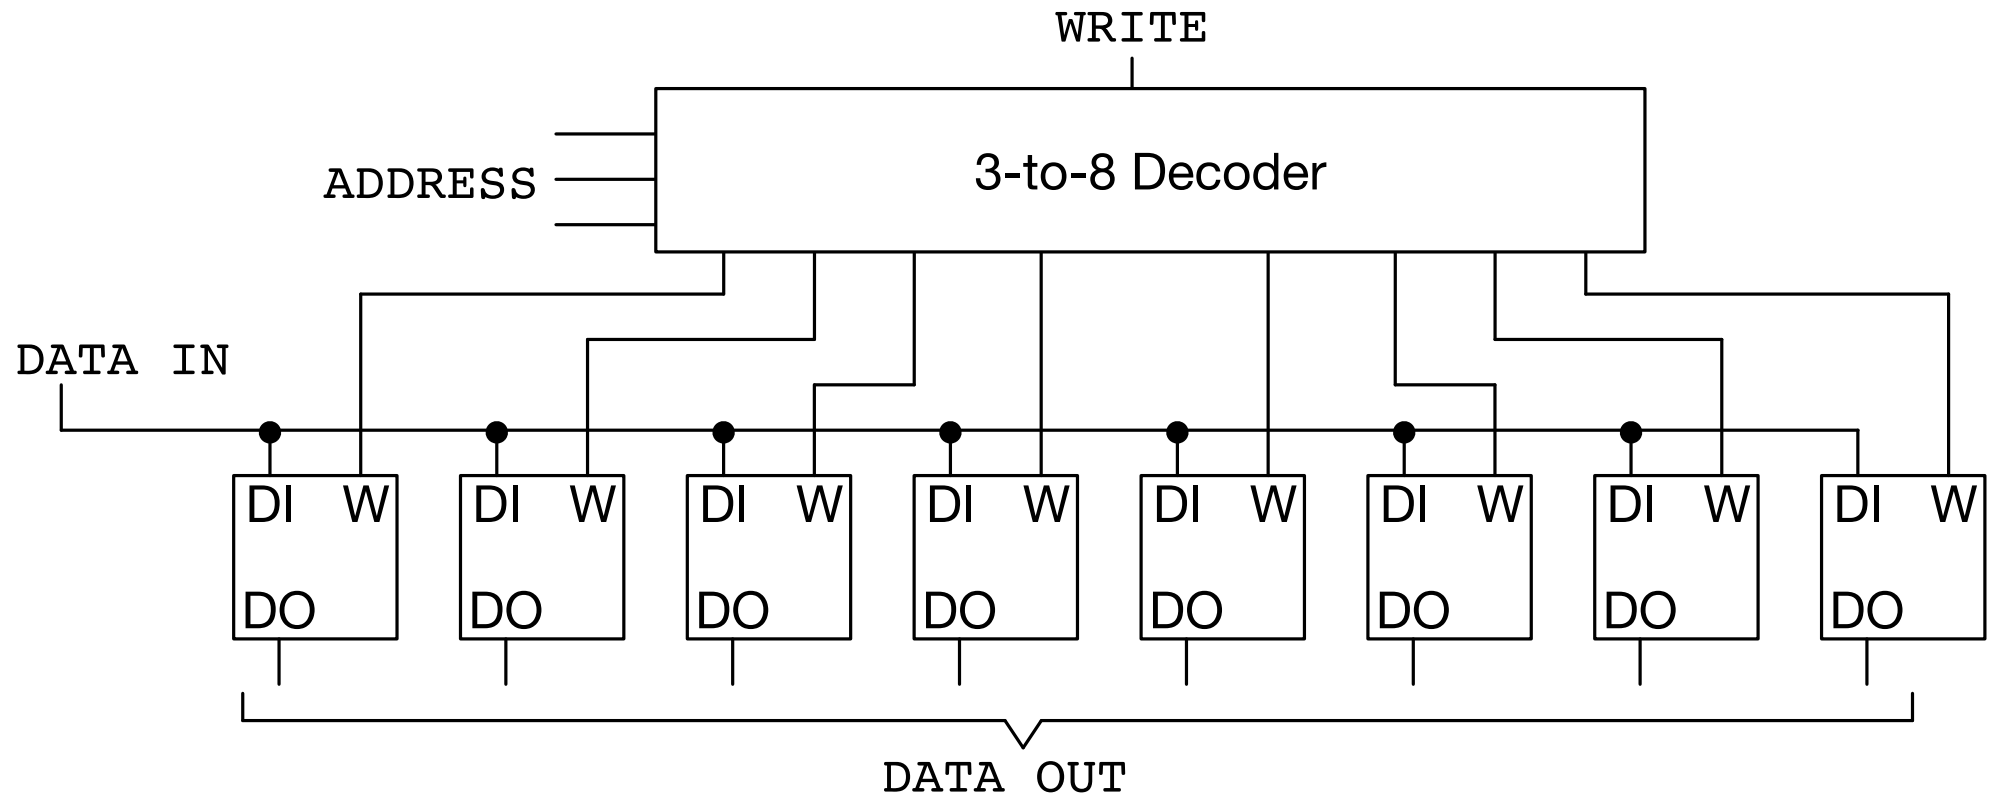 WRITE
3-to-8 Decoder
ADDRESS
DATA IN
DI W DI W DI W DI W DI W DI W DI W DI W
DO DO DO DO DO DO DO DO
DATA OUT